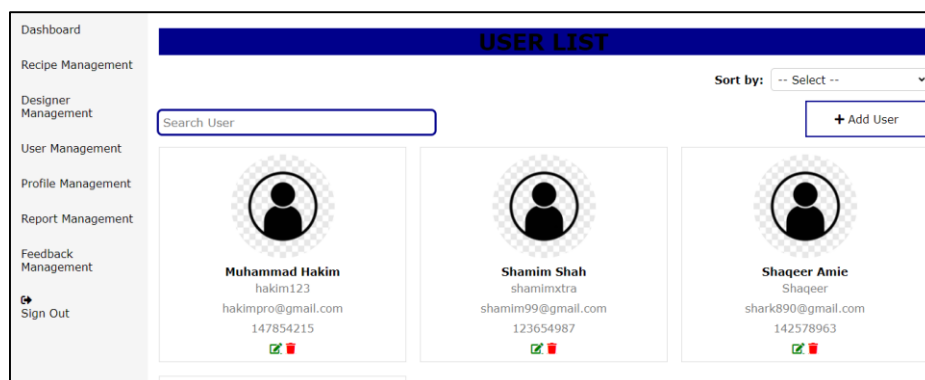 Dashboard
Recipe Management
Designer
Management
User Management
Profile Management
Report Management
Feedback
Management
Sign Out
USER LIST
Sort by: -- Select --
Search User
+ Add User
Muhammad Hakim
hakim123
hakimpro@gmail.com
147854215
Shamim Shah
shamimxtra
shamim99@gmail.com
123654987
Shaqeer Amie
Shaqeer
shark890@gmail.com
142578963